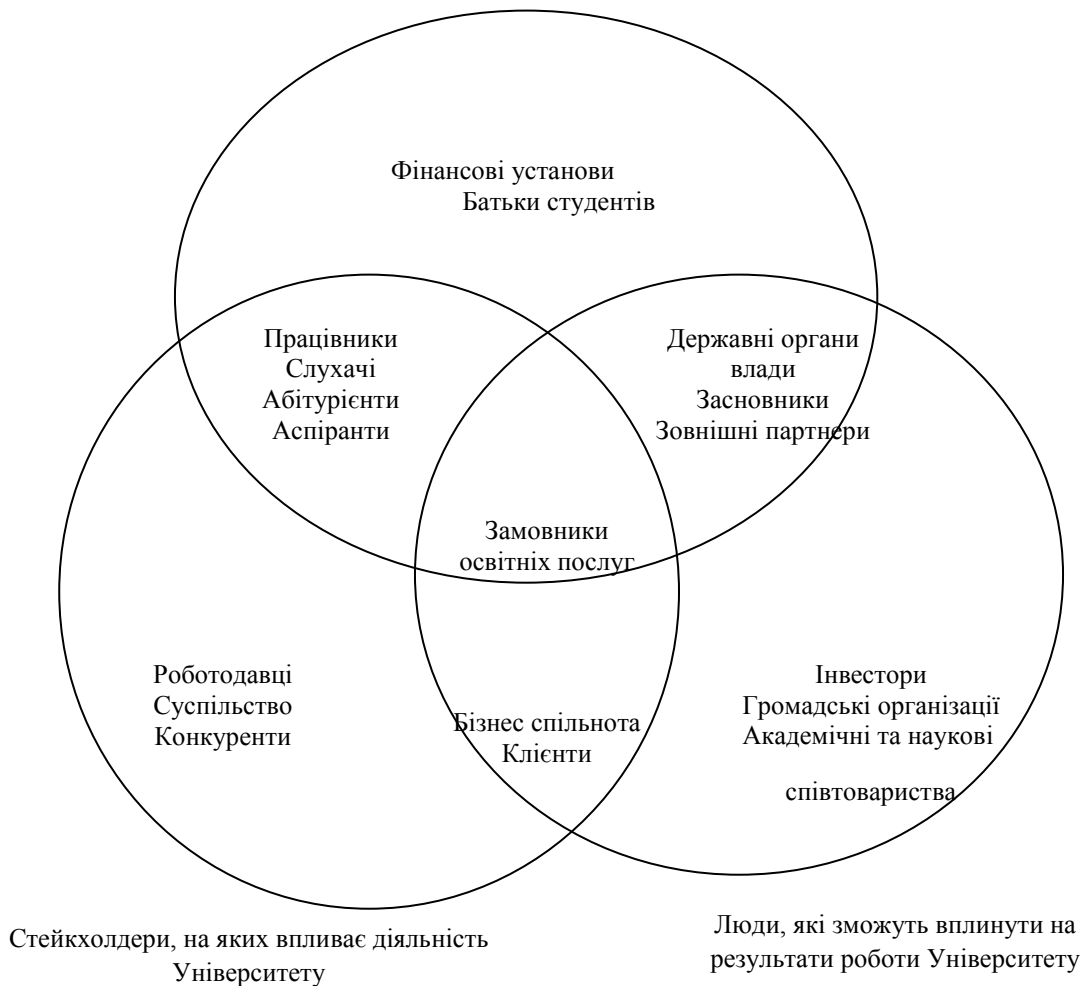 Фінансові установи
Батьки студентів
Працівники
Слухачі
Абітурієнти
Аспіранти
Державні органи
влади
Засновники
Зовнішні партнери
Замовники
освітніх послуг
Роботодавці
Суспільство
Конкуренти
Бізнес спільнота
Клієнти
Інвестори
Громадські організації
Академічні та наукові
співтовариства
Стейкхолдери, на яких впливає діяльність
Університету
Люди, які зможуть вплинути на
результати роботи Університету